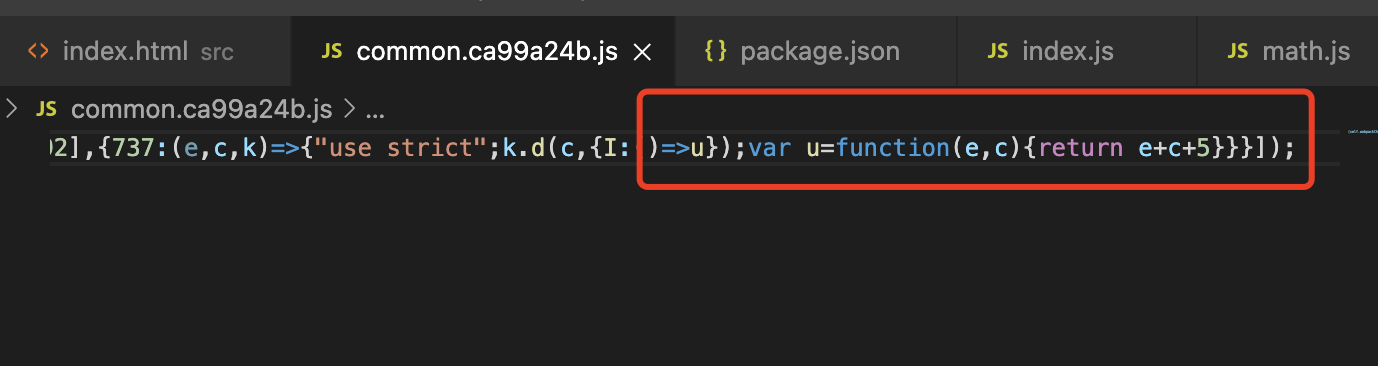 <> index.html src JS common.ca99a24b.js × {} package.json JS index.js JS math.js
> JS common.ca99a24b.js > ...
02],{737:(e,c,k)=>{"use strict";k.d(c,{I: )=>u});var u=function(e,c){return e+c+5}}}]);